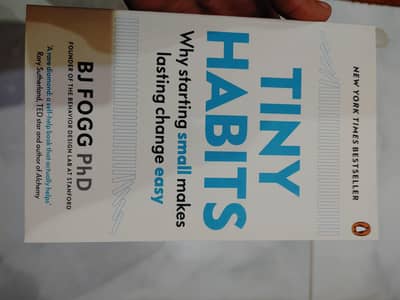 NEW YORK TIMES BESTSELLER
TINY
HABITS
Why starting small makes
lasting change easy
BJ FOGG PhD
FOUNDER OF THE BEHAVIOR DESIGN LAB AT STANFORD
'A rare diamond: a self-help book that actually helps'
Rory Sutherland, TED star and author of Alchemy